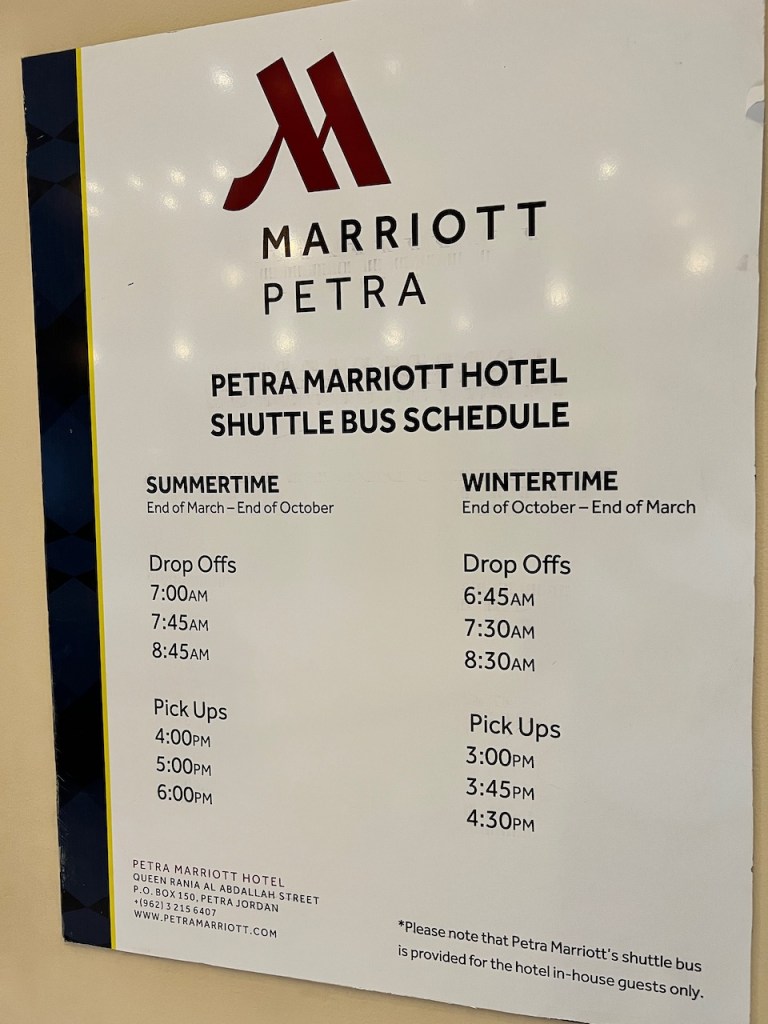 MARRIOTT
PETRA
PETRA MARRIOTT HOTEL
SHUTTLE BUS SCHEDULE
SUMMERTIME
End of March – End of October
Drop Offs
7:00AM
7:45AM
8:45AM
Pick Ups
4:00PM
5:00PM
6:00PM
WINTERTIME
End of October – End of March
Drop Offs
6:45AM
7:30AM
8:30AM
Pick Ups
3:00PM
3:45PM
4:30PM
PETRA MARRIOTT HOTEL
QUEEN RANIA AL ABDALLAH STREET
P.O. BOX 150, PETRA JORDAN
+(962) 3 215 6407
WWW.PETRAMARRIOTT.COM
*Please note that Petra Marriott's shuttle bus
is provided for the hotel in-house guests only.